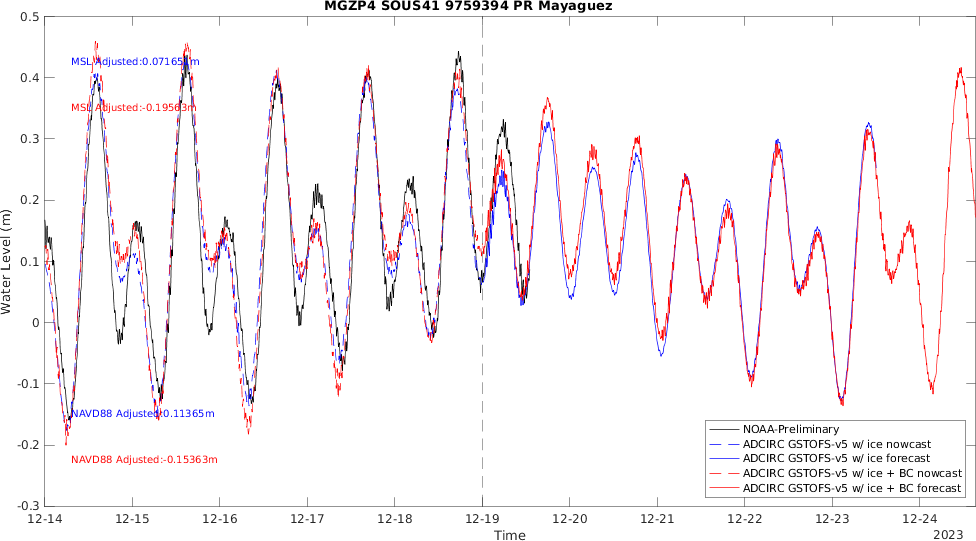 MGZP4 SOUS41 9759394 PR Mayaguez
0.5
0.4
0.3
0.2
0.1
0
-0.1
-0.2
-0.3
Water Level (m)
MSL Adjusted:0.07165m
MSL Adjusted:-0.19563m
NAVD88 Adjusted:0.11365m
NAVD88 Adjusted:-0.15363m
NOAA-Preliminary
ADCIRC GSTOFS-v5 w/ ice nowcast
ADCIRC GSTOFS-v5 w/ ice forecast
ADCIRC GSTOFS-v5 w/ ice + BC nowcast
ADCIRC GSTOFS-v5 w/ ice + BC forecast
12-14 12-15 12-16 12-17 12-18 12-19 12-20 12-21 12-22 12-23 12-24
Time
2023